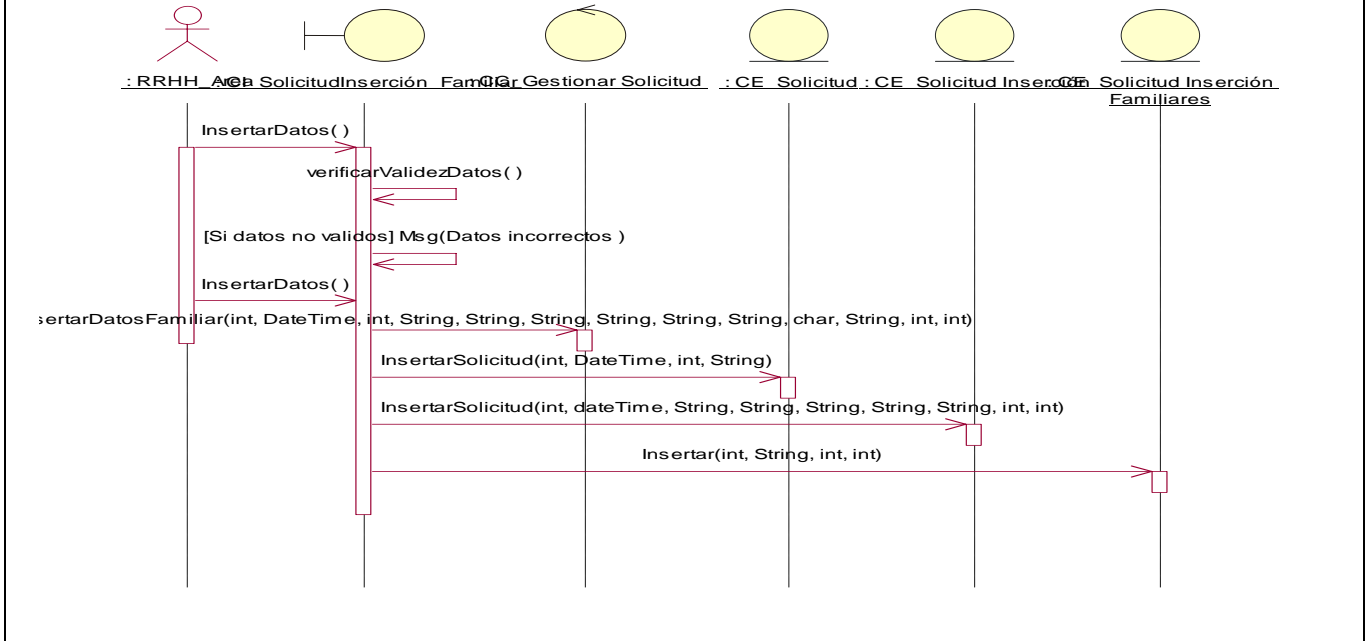 : RRHH_Area
: CI SolicitudInserción_Familiar
: CC_Gestionar Solicitud
: CE_Solicitud
: CE_Solicitud Inserción
: CE_Solicitud Inserción
Familiares
InsertarDatos( )
verificarValidezDatos( )
[Si datos no validos] Msg(Datos incorrectos )
InsertarDatos( )
sertarDatosFamiliar(int, DateTime, int, String, String, String, String, String, String, char, String, int, int)
InsertarSolicitud(int, DateTime, int, String)
InsertarSolicitud(int, dateTime, String, String, String, String, String, int, int)
Insertar(int, String, int, int)